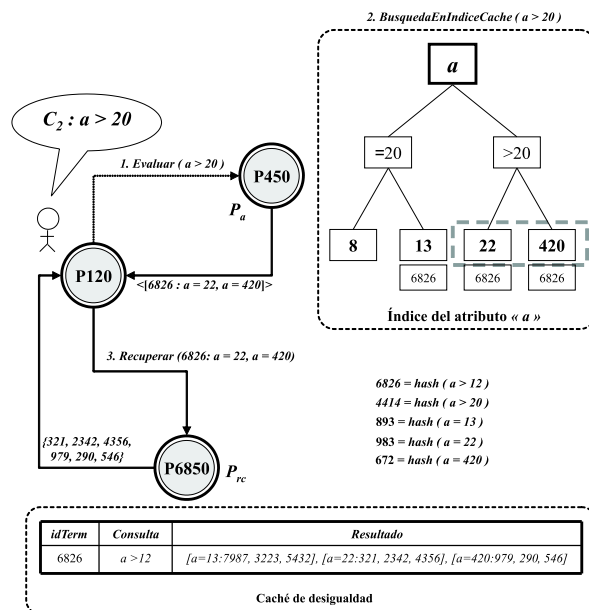 2. BusquedaEnIndiceCache ( a > 20 )
a
C2 : a > 20
=20
>20
1. Evaluar ( a > 20 )
P450
Pa
8
13
22
420
6826
6826
6826
P120
<[6826 : a = 22, a = 420]>
Índice del atributo « a »
3. Recuperar (6826: a = 22, a = 420)
6826 = hash ( a > 12 )
4414 = hash ( a > 20 )
893 = hash ( a = 13 )
983 = hash ( a = 22 )
672 = hash ( a = 420 )
{321, 2342, 4356,
979, 290, 546}
P6850
Prc
idTerm Consulta Resultado
6826 a >12 [a=13:7987, 3223, 5432], [a=22:321, 2342, 4356], [a=420:979, 290, 546]
Caché de desigualdad